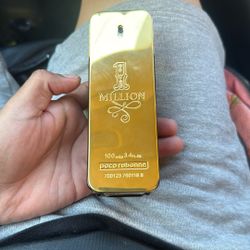 1
MILLION
100 ml 3.4 fl.oz.
paco rabanne